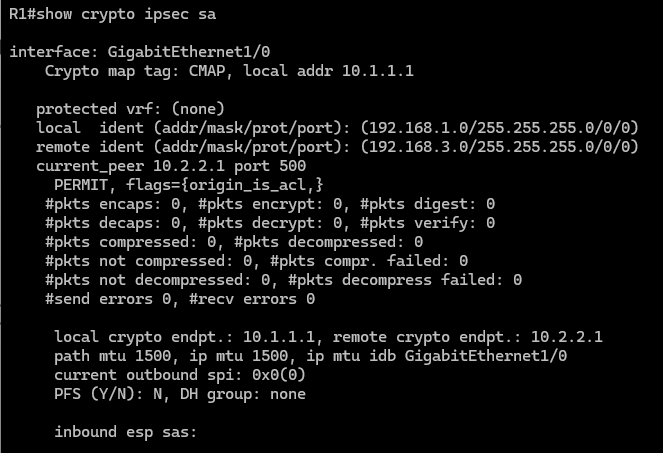 R1#show crypto ipsec sa
interface: GigabitEthernet1/0
Crypto map tag: CMAP, local addr 10.1.1.1
protected vrf: (none)
local  ident (addr/mask/prot/port): (192.168.1.0/255.255.255.0/0/0)
remote ident (addr/mask/prot/port): (192.168.3.0/255.255.255.0/0/0)
current_peer 10.2.2.1 port 500
PERMIT, flags={origin_is_acl,}
#pkts encaps: 0, #pkts encrypt: 0, #pkts digest: 0
#pkts decaps: 0, #pkts decrypt: 0, #pkts verify: 0
#pkts compressed: 0, #pkts decompressed: 0
#pkts not compressed: 0, #pkts compr. failed: 0
#pkts not decompressed: 0, #pkts decompress failed: 0
#send errors 0, #recv errors 0
local crypto endpt.: 10.1.1.1, remote crypto endpt.: 10.2.2.1
path mtu 1500, ip mtu 1500, ip mtu idb GigabitEthernet1/0
current outbound spi: 0x0(0)
PFS (Y/N): N, DH group: none
inbound esp sas: